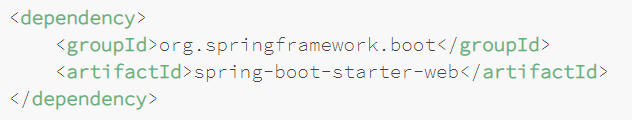 <dependency>
    <groupId>org.springframework.boot</groupId>
    <artifactId>spring-boot-starter-web</artifactId>
</dependency>